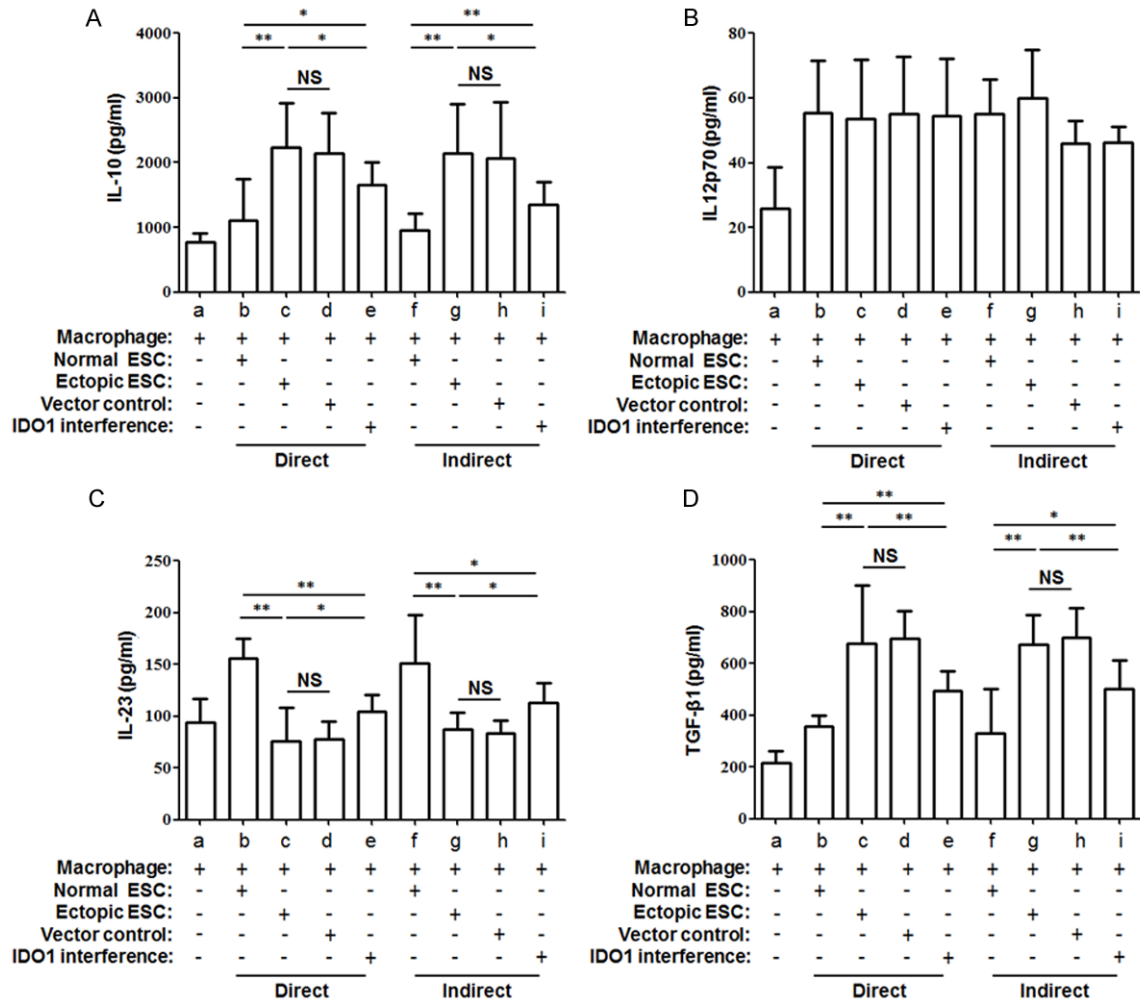 A
* **
** * ** *
NS NS
4000
3000
2000
1000
0
IL-10 (pg/ml)
a b c d e f g h i
Macrophage: + + + + + + + + +
Normal ESC: - + - - - + - - -
Ectopic ESC: - - + - - - + - -
Vector control: - - - + - - - + -
IDO1 interference: - - - - + - - - +
Direct Indirect
B
80
60
40
20
0
IL12p70 (pg/ml)
a b c d e f g h i
Macrophage: + + + + + + + + +
Normal ESC: - + - - - + - - -
Ectopic ESC: - - + - - - + - -
Vector control: - - - + - - - + -
IDO1 interference: - - - - + - - - +
Direct Indirect
C
** *
** * ** *
NS NS
250
200
150
100
50
0
IL-23 (pg/ml)
a b c d e f g h i
Macrophage: + + + + + + + + +
Normal ESC: - + - - - + - - -
Ectopic ESC: - - + - - - + - -
Vector control: - - - + - - - + -
IDO1 interference: - - - - + - - - +
Direct Indirect
D
** *
** ** ** **
NS NS
1000
800
600
400
200
0
TGF-β1 (pg/ml)
a b c d e f g h i
Macrophage: + + + + + + + + +
Normal ESC: - + - - - + - - -
Ectopic ESC: - - + - - - + - -
Vector control: - - - + - - - + -
IDO1 interference: - - - - + - - - +
Direct Indirect